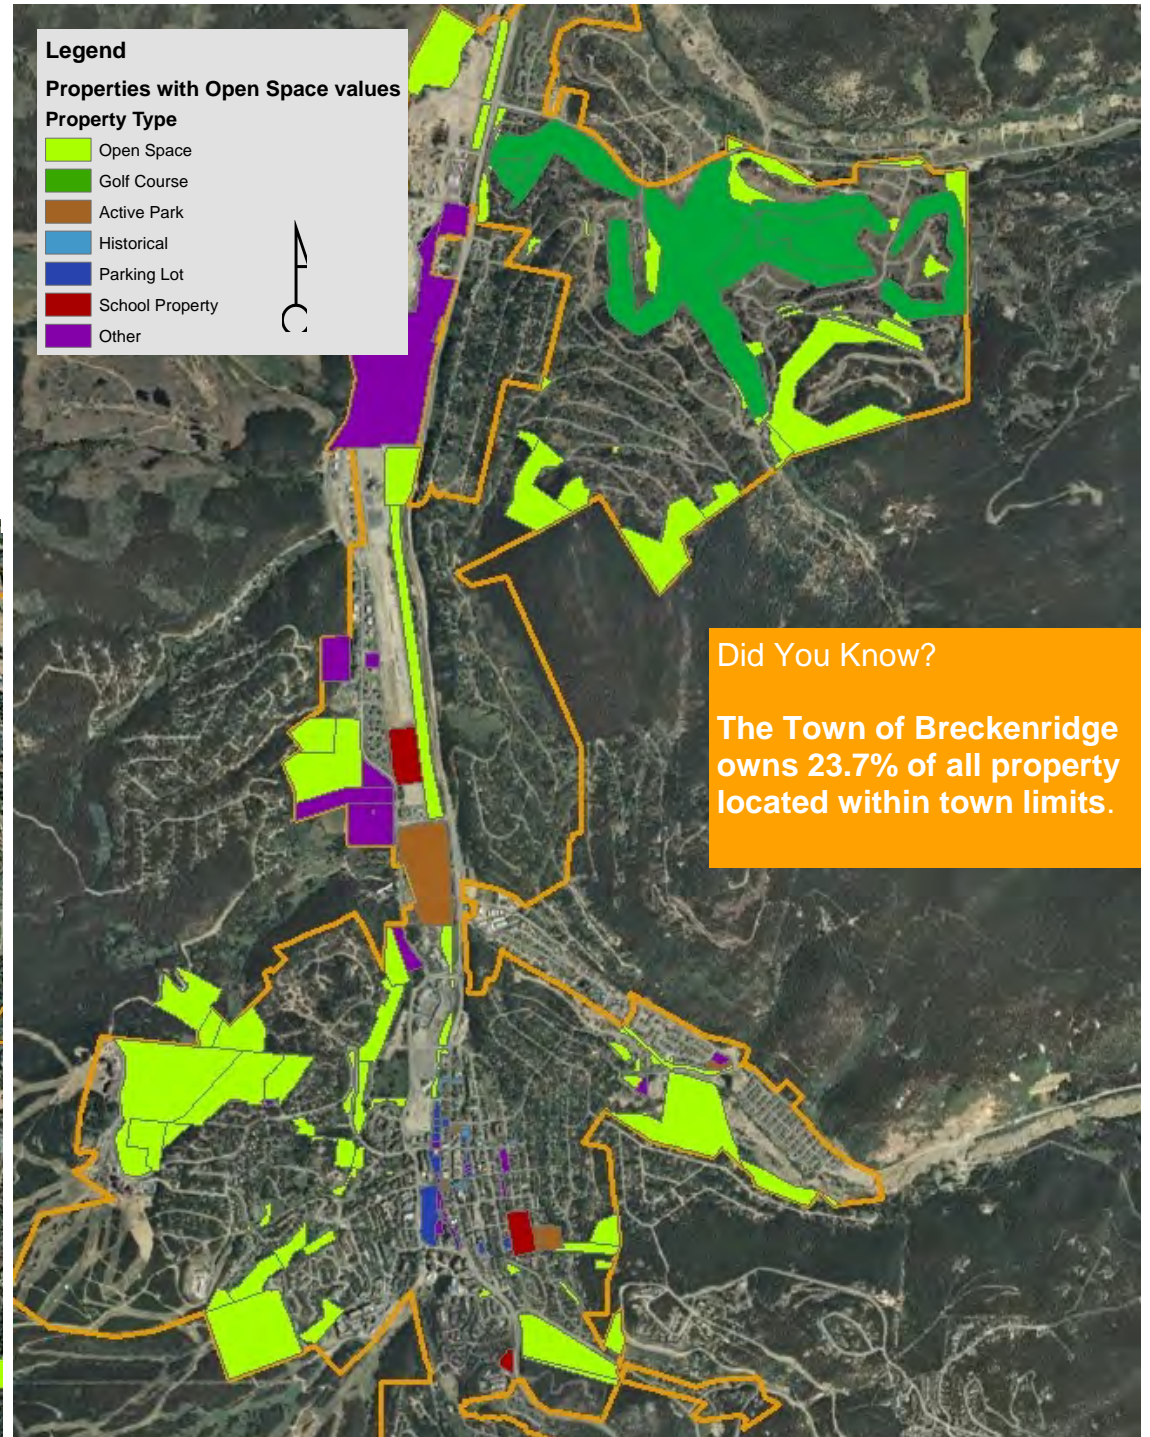 Legend
Properties with Open Space values
Property Type
Open Space
Golf Course
Active Park
Historical
Parking Lot
School Property
Other
Did You Know?
The Town of Breckenridge
owns 23.7% of all property
located within town limits.